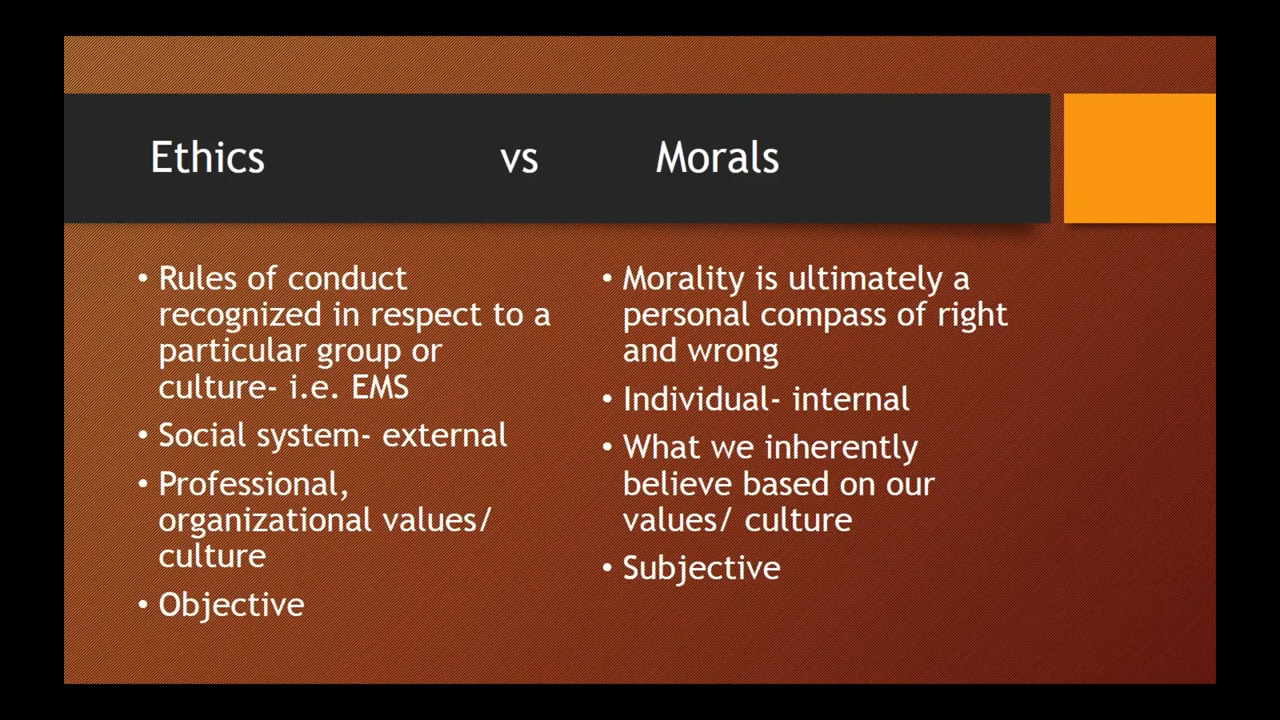 Ethics vs Morals
• Rules of conduct
recognized in respect to a
particular group or
culture- i.e. EMS
• Social system- external
• Professional,
organizational values/
culture
• Objective
• Morality is ultimately a
personal compass of right
and wrong
• Individual- internal
• What we inherently
believe based on our
values/ culture
• Subjective